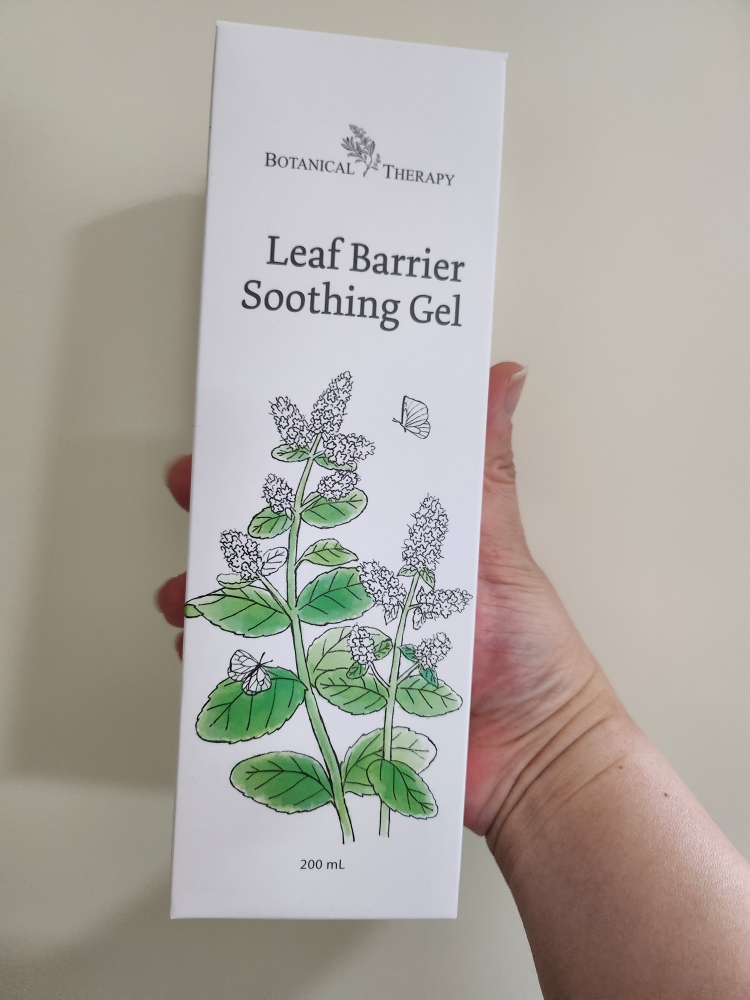 BOTANICAL THERAPY
Leaf Barrier
Soothing Gel
200 mL